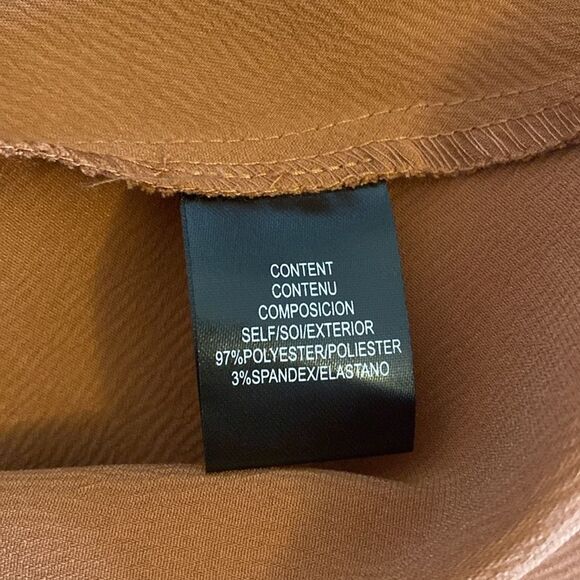 CONTENT
CONTENU
COMPOSICION
SELF/SOI/EXTERIOR
97%POLYESTER/POLIESTER
3%SPANDEX/ELASTANO